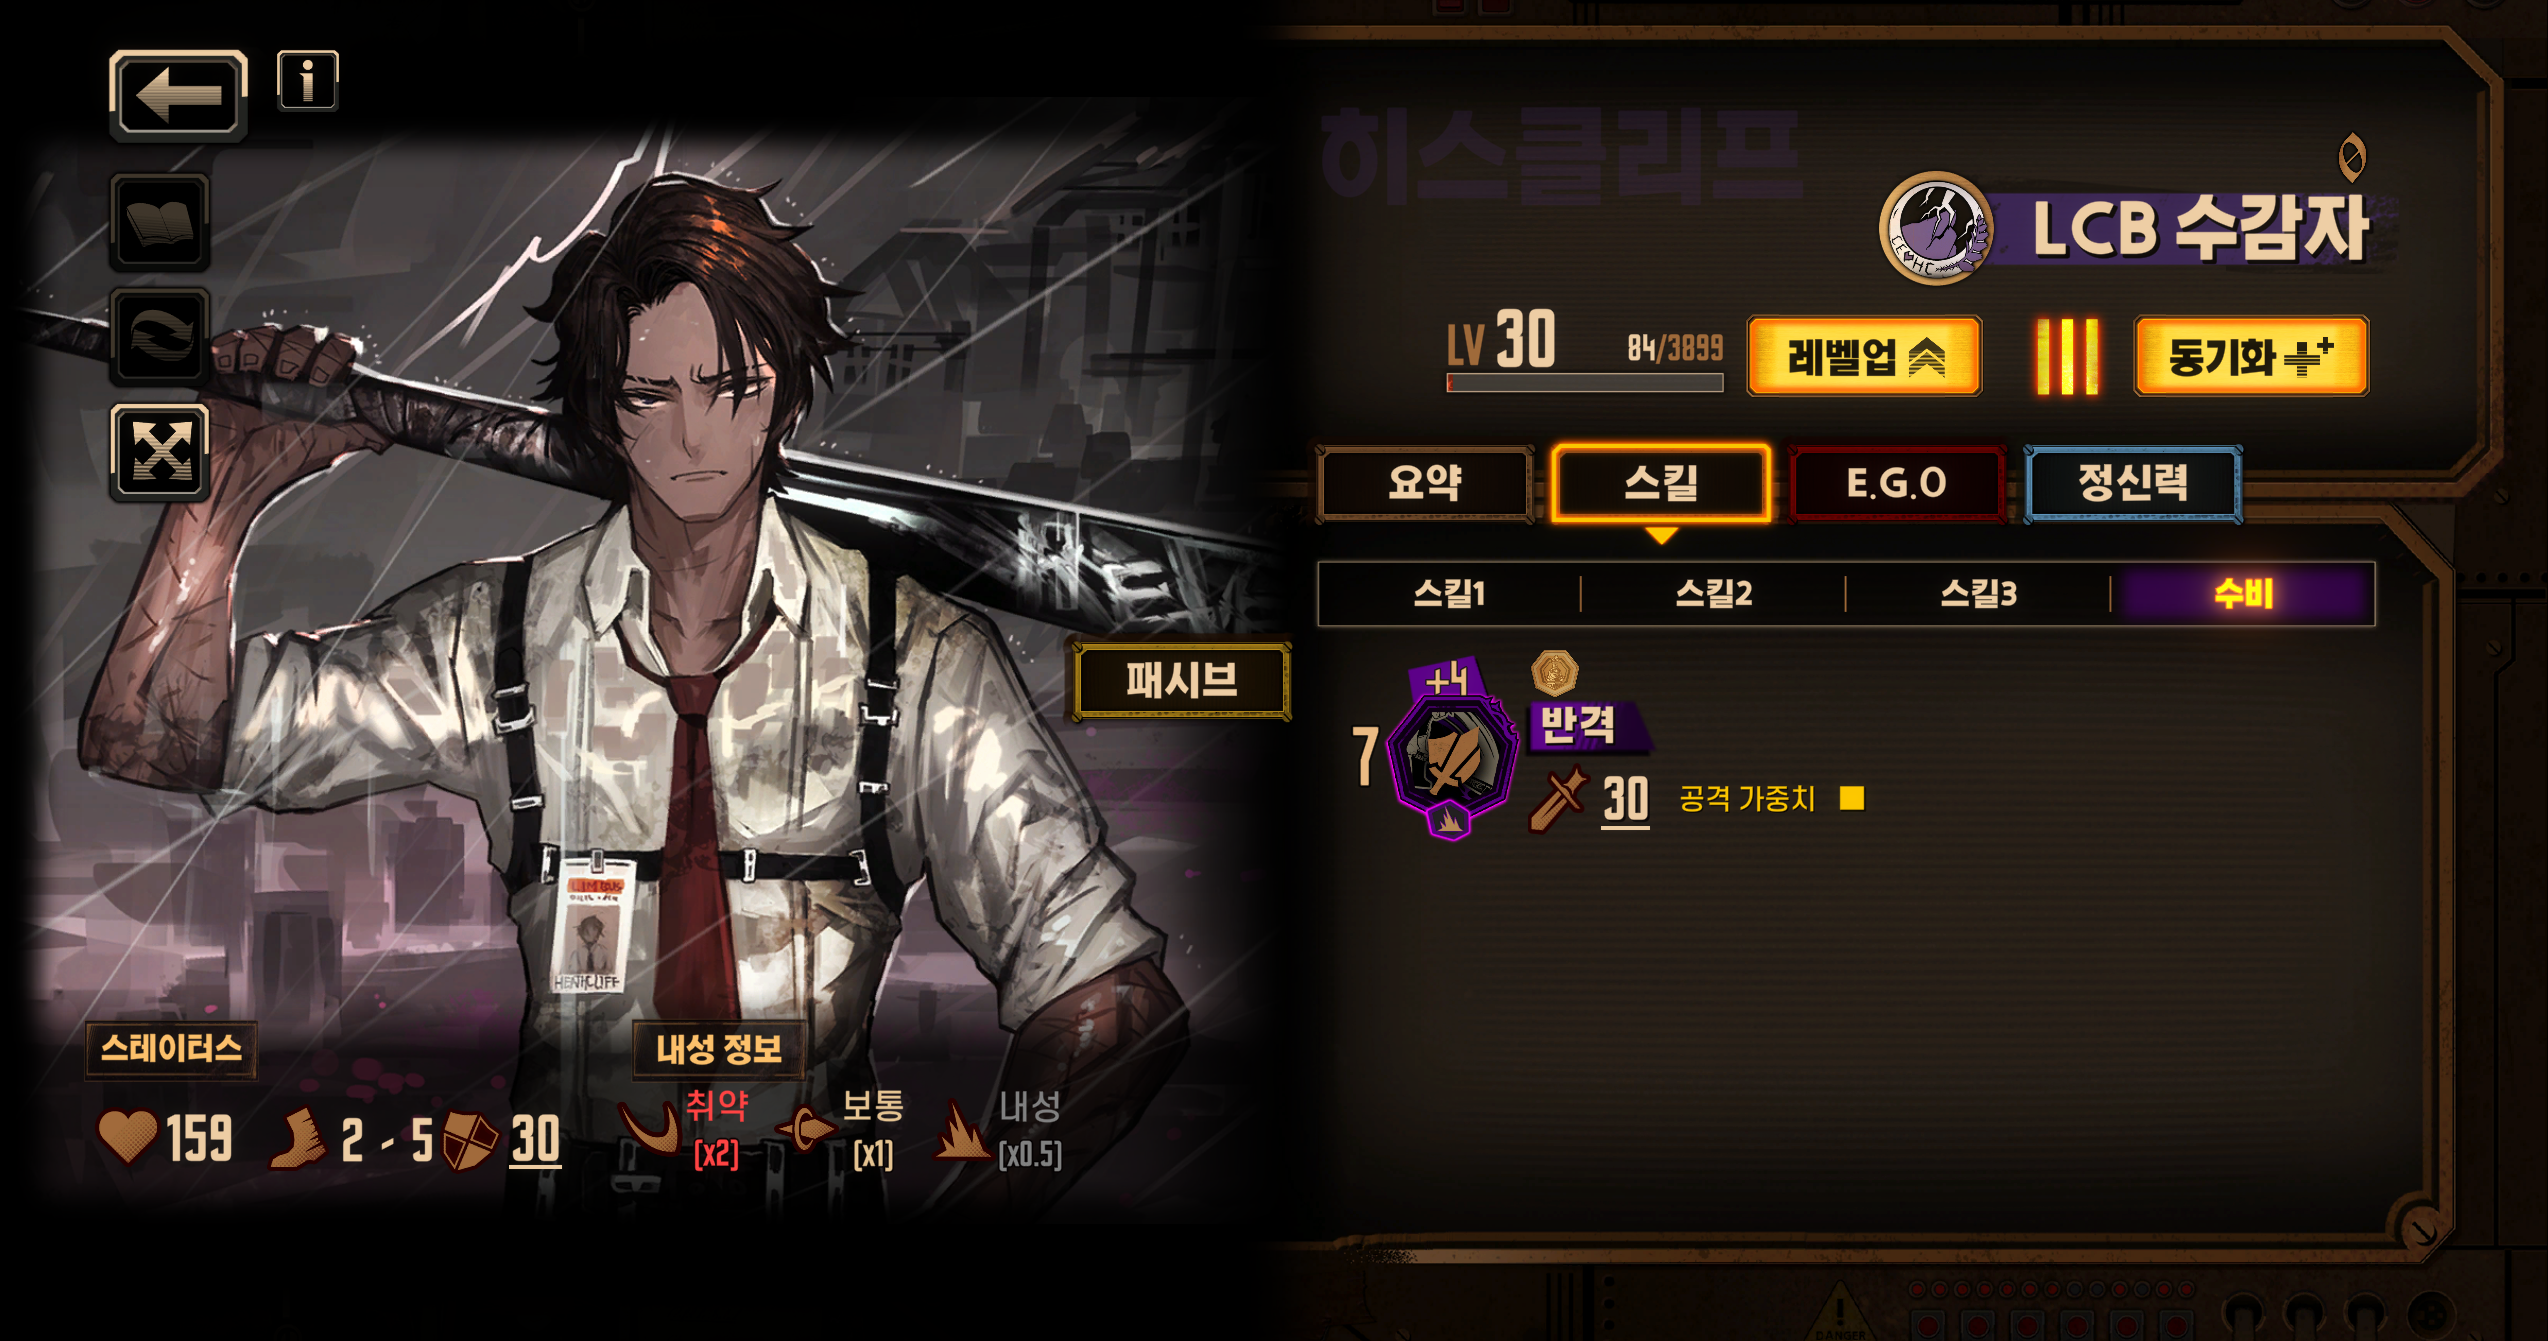 히스클리프
LCB 수감자
LV 30
84/3899
레벨업
동기화
요약
스킬
E.G.O
정신력
스킬1
스킬2
스킬3
수비
패시브
+4
7
반격
30
공격 가중치
LIMBUS
HEATHCLIFF
스테이터스
159
2 - 5
30
내성 정보
취약
[x2]
보통
[x1]
내성
[x0.5]
DANGER